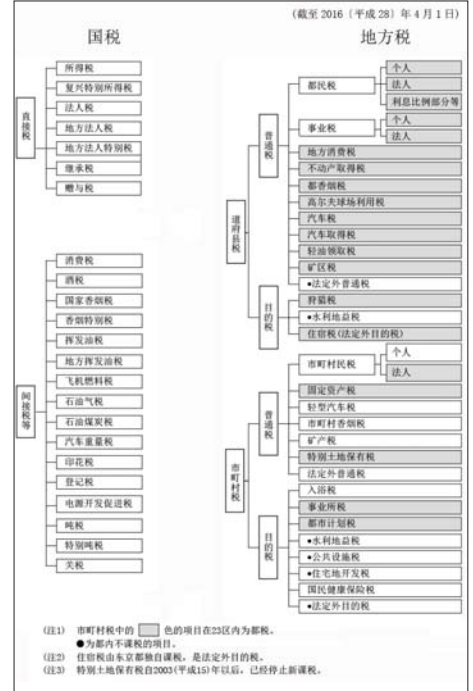 (截至 2016〔平成 28〕年 4 月 1 日)
国税
地方税
直接税
所得税
复兴特别所得税
法人税
地方法人税
地方法人特别税
继承税
赠与税
间接税等
消费税
酒税
国家香烟税
香烟特别税
挥发油税
地方挥发油税
飞机燃料税
石油气税
石油煤炭税
汽车重量税
印花税
登记税
电源开发促进税
吨税
特别吨税
关税
道府县税
普通税
都民税
个人
法人
利息比例部分等
事业税
个人
法人
地方消费税
不动产取得税
都香烟税
高尔夫球场利用税
汽车税
汽车取得税
轻油领取税
矿区税
●法定外普通税
目的税
狩猎税
●水利地益税
住宿税(法定外目的税)
市町村税
普通税
市町村民税
个人
法人
固定资产税
轻型汽车税
市町村香烟税
矿产税
特别土地保有税
法定外普通税
目的税
入浴税
事业所税
都市计划税
●水利地益税
●公共设施税
●住宅地开发税
国民健康保险税
●法定外目的税
(注1) 市町村税中的 色的项目在23区内为都税。
●为都内不课税的项目。
(注2) 住宿税由东京都独自课税，是法定外目的税。
(注3) 特别土地保有税自2003(平成15)年以后，已经停止新课税。